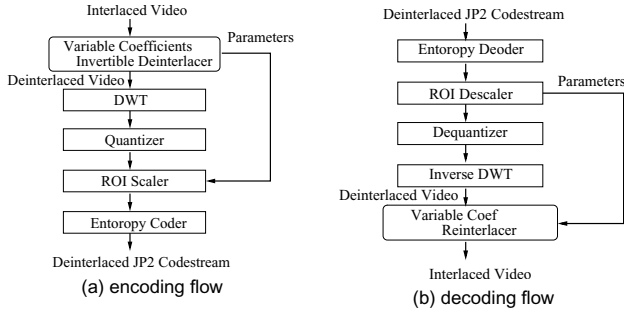 Interlaced Video
Variable Coefficients
Invertible Deinterlacer
Parameters
Deinterlaced Video
DWT
Quantizer
ROI Scaler
Entoropy Coder
Deinterlaced JP2 Codestream
(a) encoding flow
Deinterlaced JP2 Codestream
Entoropy Deoder
ROI Descaler
Parameters
Dequantizer
Inverse DWT
Deinterlaced Video
Variable Coef
Reinterlacer
Interlaced Video
(b) decoding flow